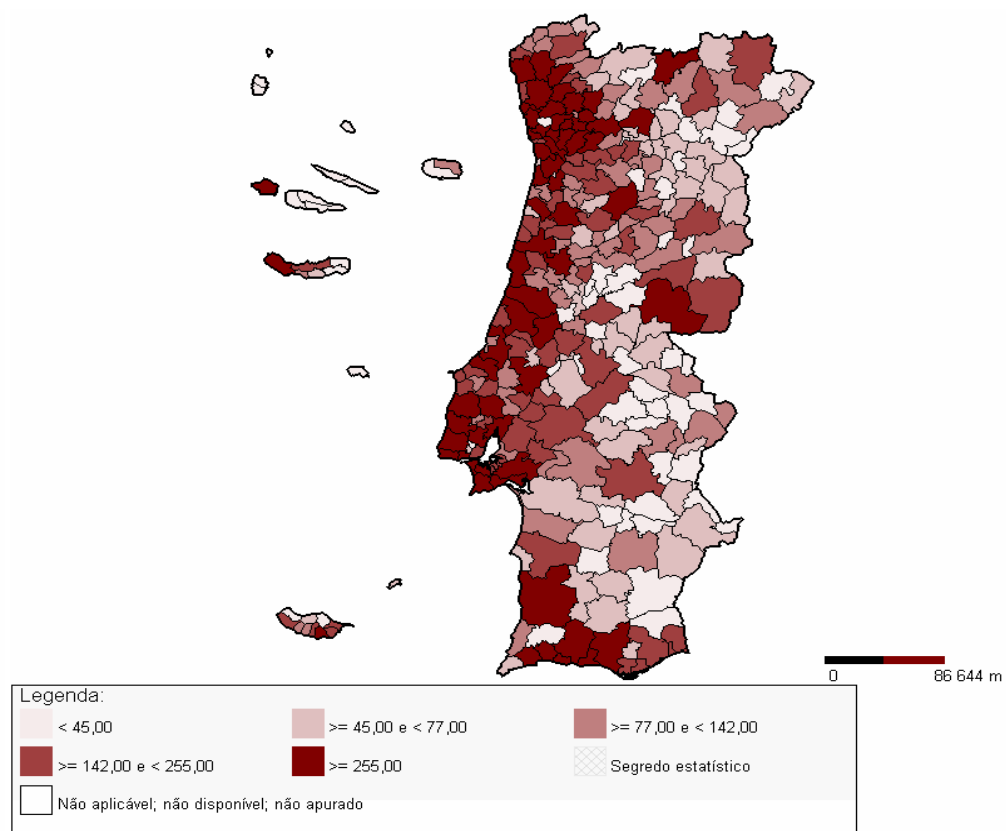 0 86 644 m
Legenda:
< 45,00 >= 45,00 e < 77,00 >= 77,00 e < 142,00
>= 142,00 e < 255,00 >= 255,00 Segredo estatístico
Não aplicável; não disponível; não apurado